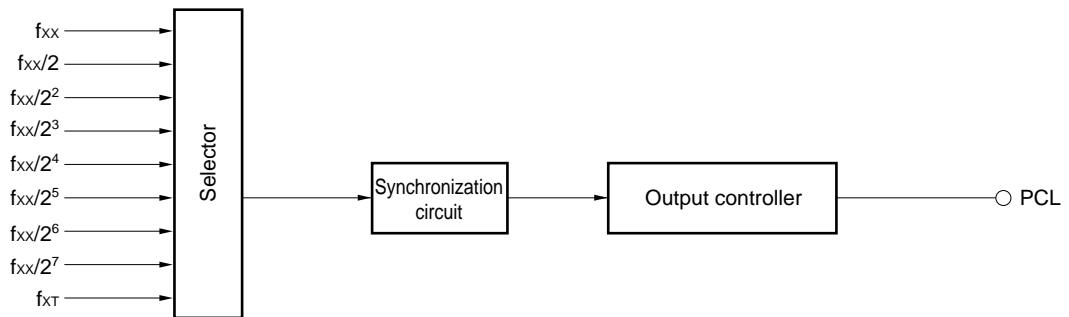 fXX
fXX/2
fXX/2²
fXX/2³
fXX/2⁴
fXX/2⁵
fXX/2⁶
fXX/2⁷
fXT
Selector
Synchronization
circuit
Output controller
PCL